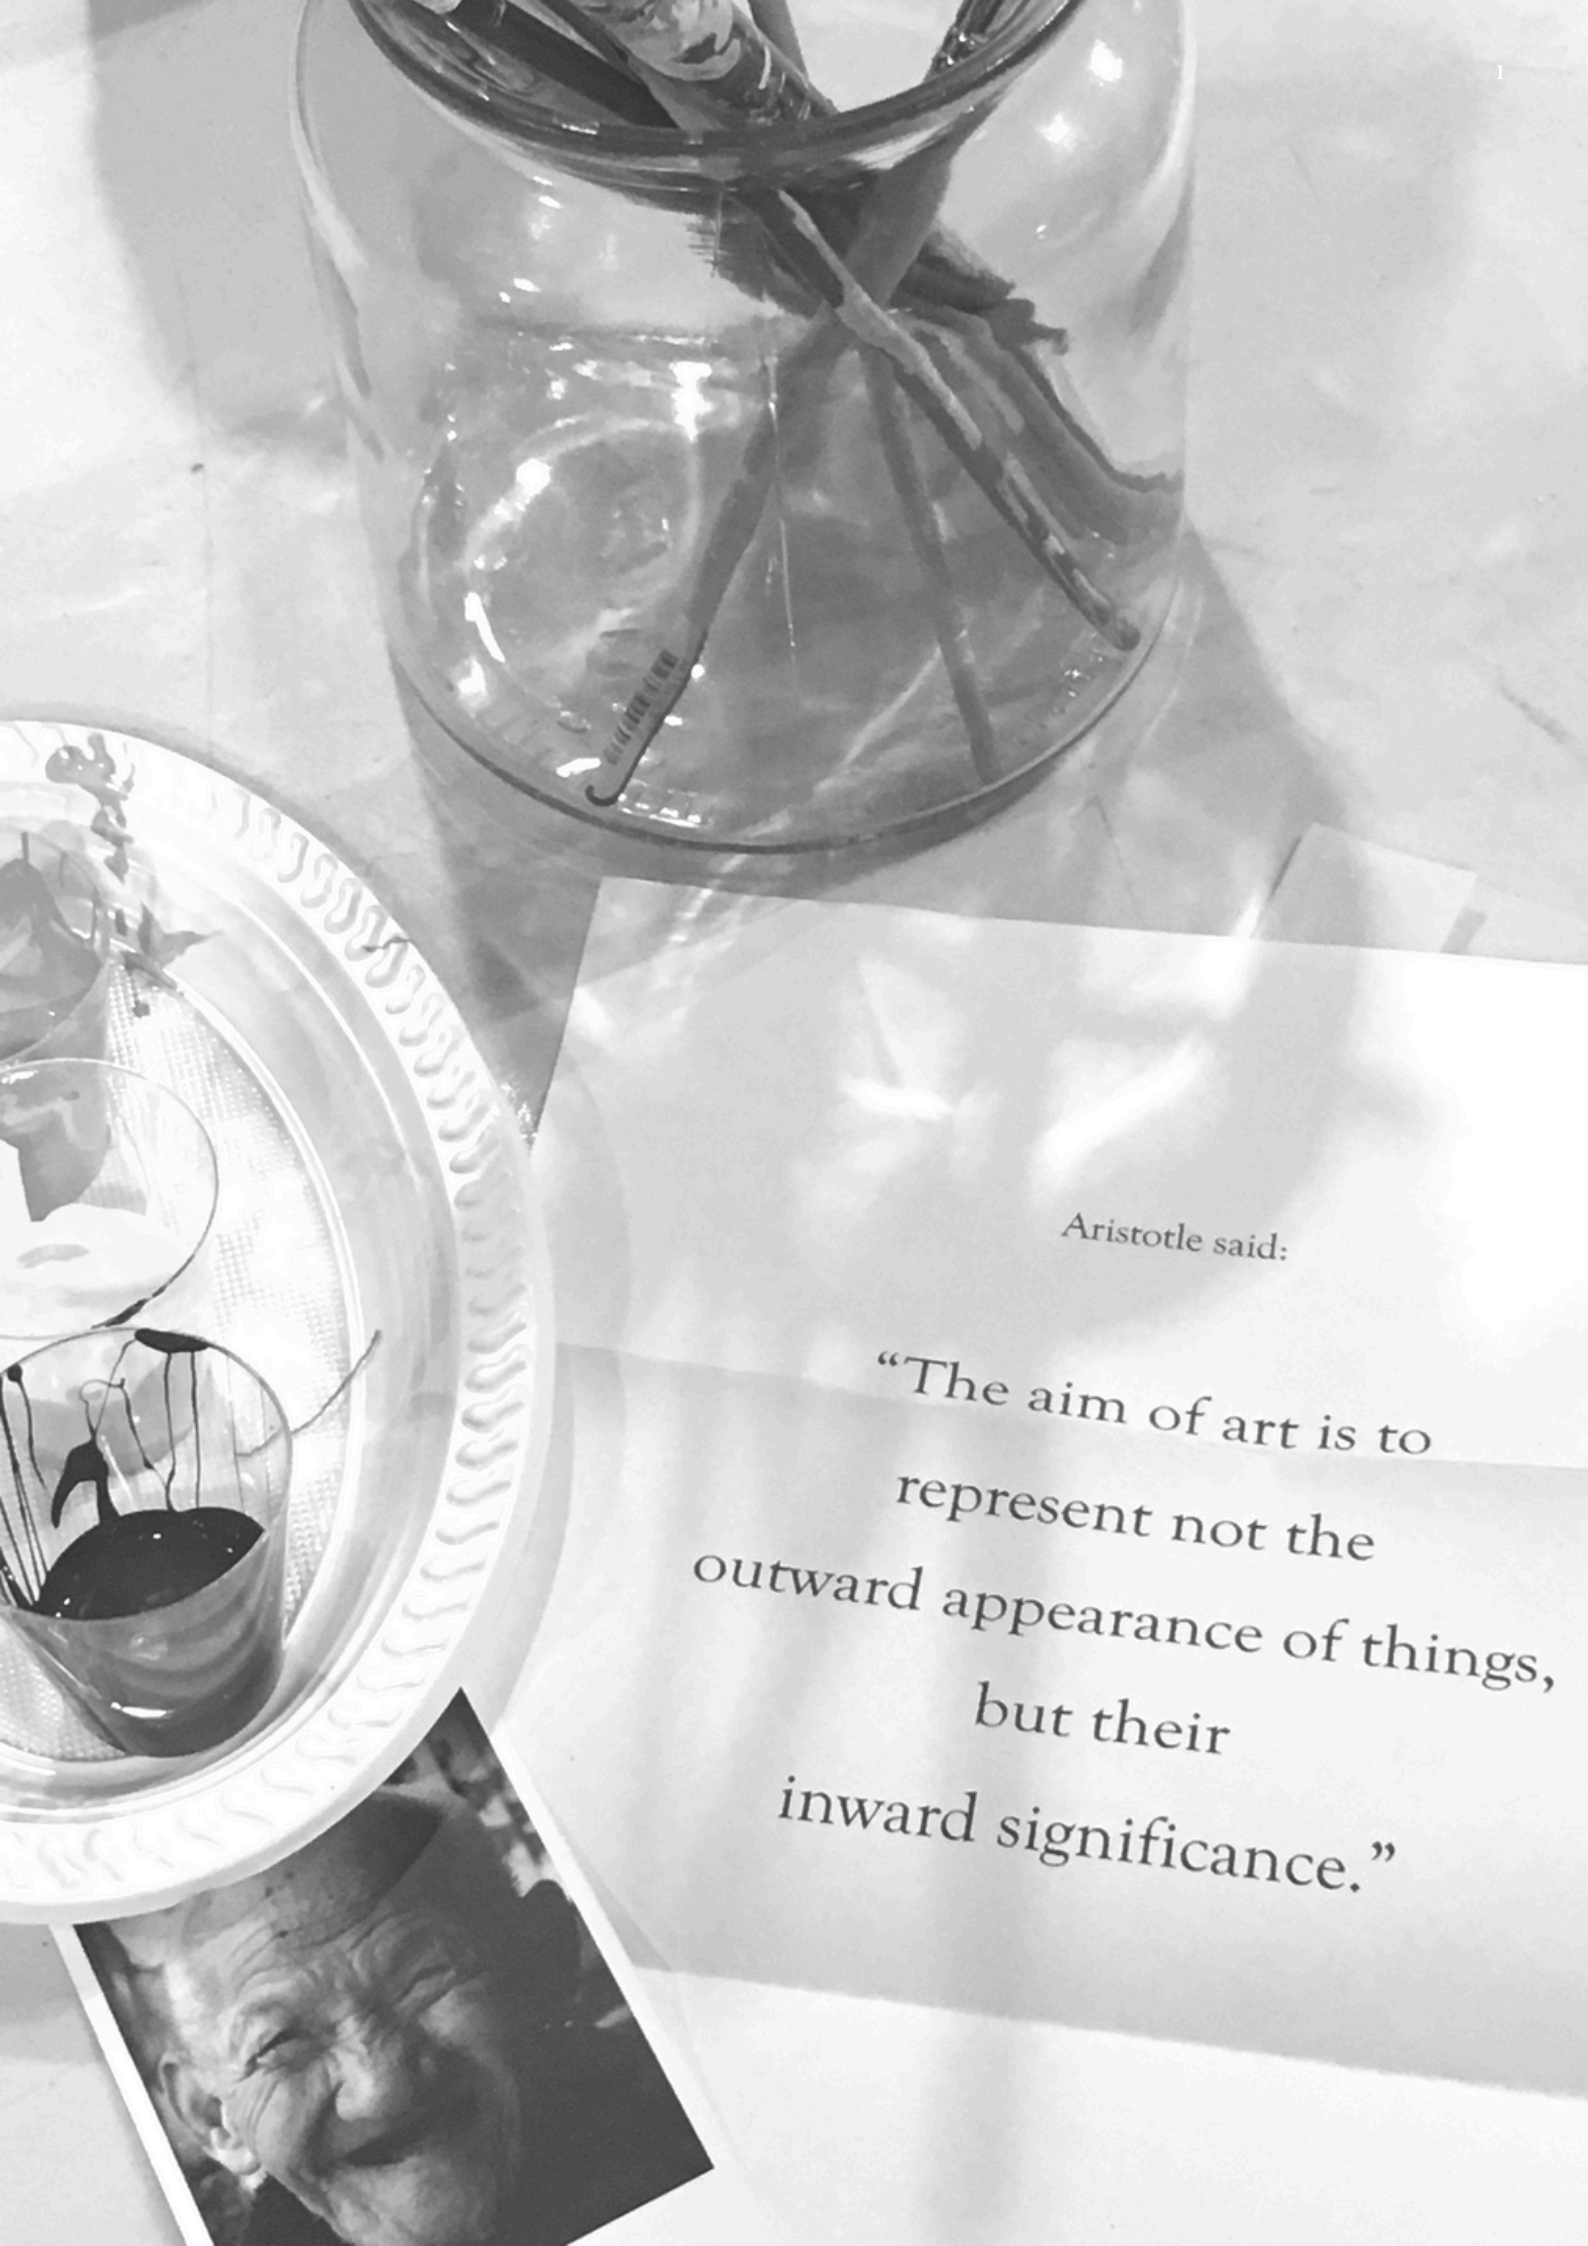 1
Aristotle said:
“The aim of art is to
represent not the
outward appearance of things,
but their
inward significance.”